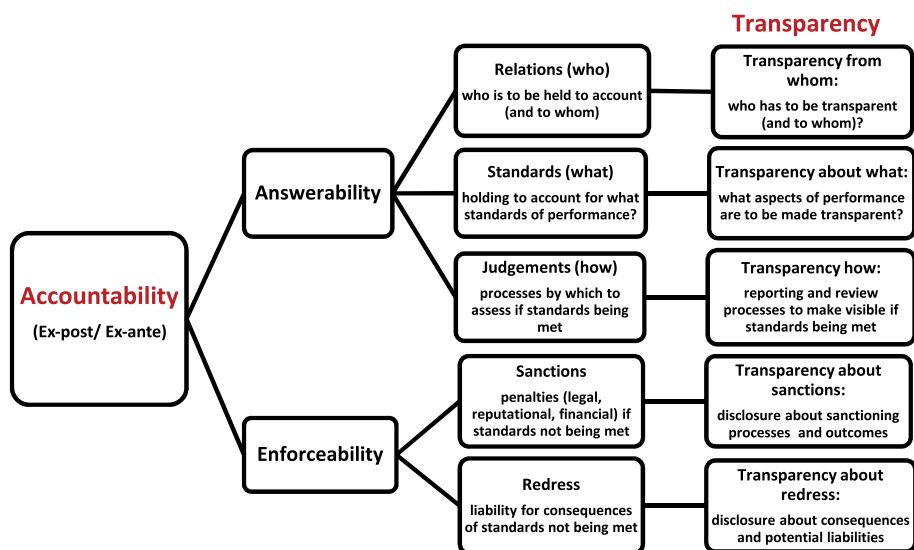 Transparency
Relations (who)
who is to be held to account
(and to whom)
Transparency from
whom:
who has to be transparent
(and to whom)?
Answerability
Standards (what)
holding to account for what
standards of performance?
Transparency about what:
what aspects of performance
are to be made transparent?
Judgements (how)
processes by which to
assess if standards being
met
Transparency how:
reporting and review
processes to make visible if
standards being met
Accountability
(Ex-post/ Ex-ante)
Enforceability
Sanctions
penalties (legal,
reputational, financial) if
standards not being met
Transparency about
sanctions:
disclosure about sanctioning
processes and outcomes
Redress
liability for consequences
of standards not being met
Transparency about
redress:
disclosure about consequences
and potential liabilities